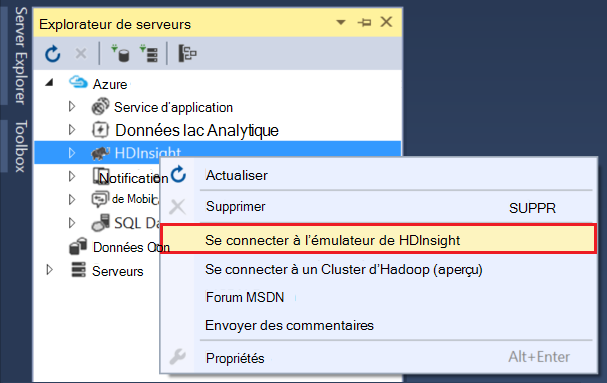 Server Explorer
Toolbox
Explorateur de serveurs
Azure
Service d'application
Données lac Analytique
HDInsight
Notification
de Mobil
SQL Da
Données
Serveurs
Actualiser
Supprimer SUPPR
Se connecter à l'émulateur de HDInsight
Se connecter à un Cluster d'Hadoop (aperçu)
Forum MSDN
Envoyer des commentaires
Propriétés Alt+Enter